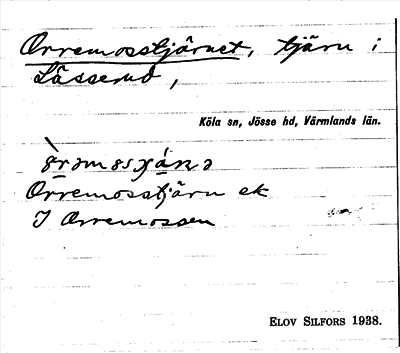 Orremosstjärnet, tjärn i
Lässerud,
Köla sn, Jösse hd, Värmlands län.
Orremosstjärn ek
I Orremossen
ELOV SILFORS 1938.